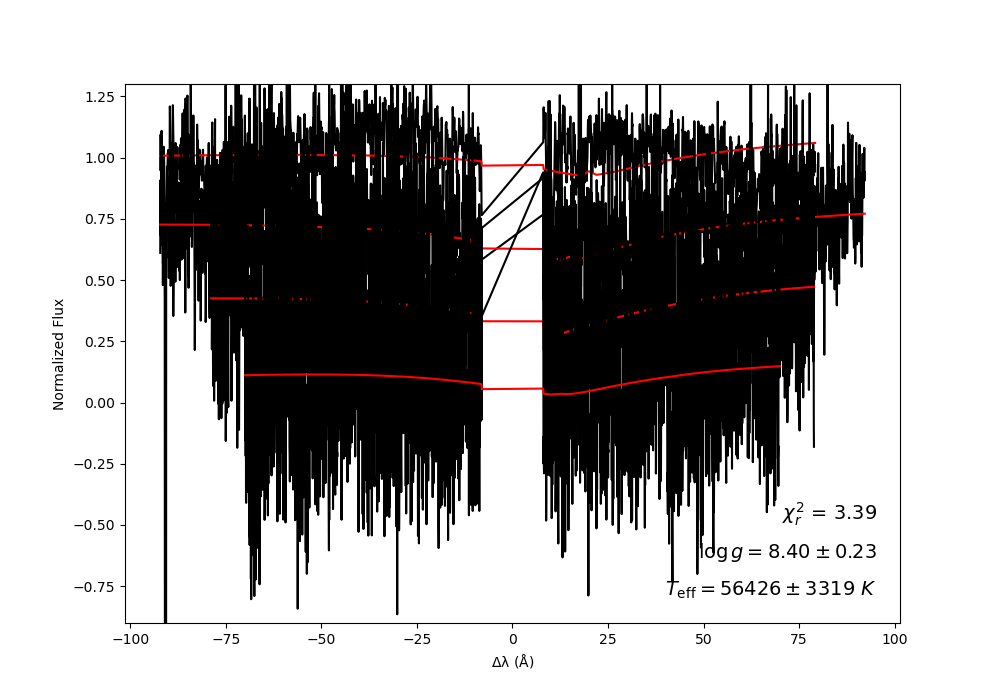 1.25
1.00
0.75
0.50
0.25
0.00
−0.25
−0.50
−0.75
Normalized Flux
χ²ᵣ = 3.39
log g = 8.40 ± 0.23
T_eff = 56426 ± 3319 K
−100 −75 −50 −25 0 25 50 75 100
Δλ (Å)